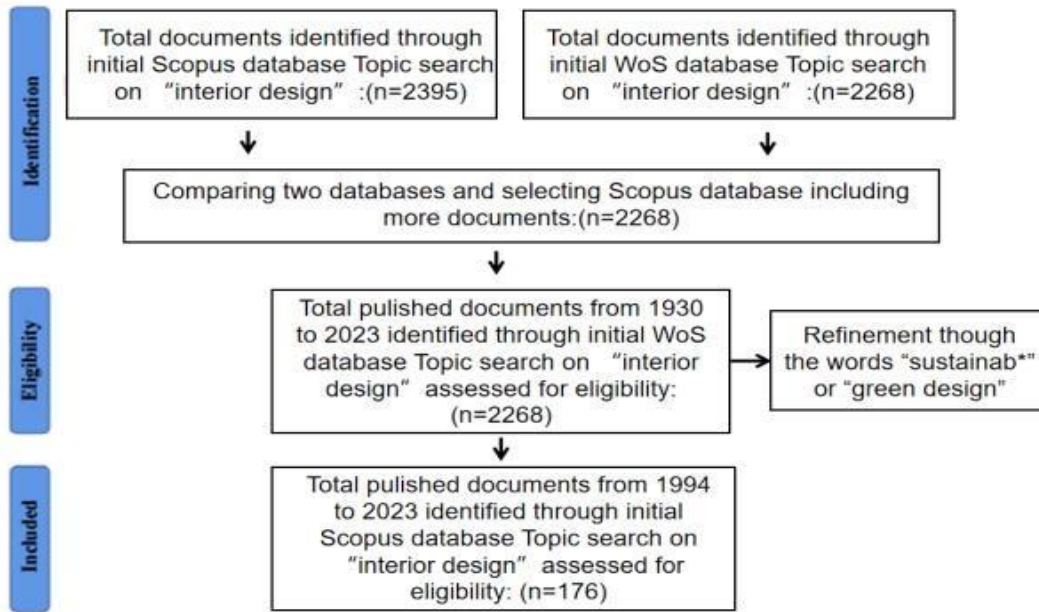 Identification
Total documents identified through
initial Scopus database Topic search
on “interior design” :(n=2395)
Total documents identified through
initial WoS database Topic search
on “interior design” :(n=2268)
Comparing two databases and selecting Scopus database including
more documents:(n=2268)
Eligibility
Total pulished documents from 1930
to 2023 identified through initial WoS
database Topic search on “interior
design” assessed for eligibility:
(n=2268)
Refinement though
the words “sustainab*”
or “green design”
Included
Total pulished documents from 1994
to 2023 identified through initial
Scopus database Topic search on
“interior design” assessed for
eligibility: (n=176)